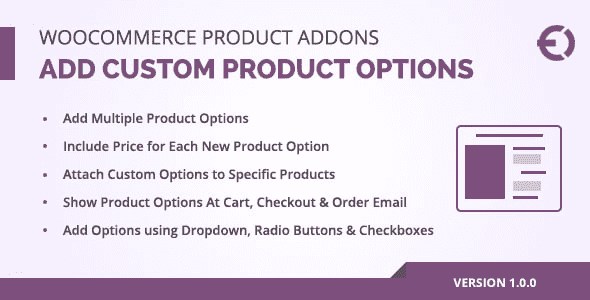 WOOCOMMERCE PRODUCT ADDONS
ADD CUSTOM PRODUCT OPTIONS
• Add Multiple Product Options
• Include Price for Each New Product Option
• Attach Custom Options to Specific Products
• Show Product Options At Cart, Checkout & Order Email
• Add Options using Dropdown, Radio Buttons & Checkboxes
VERSION 1.0.0